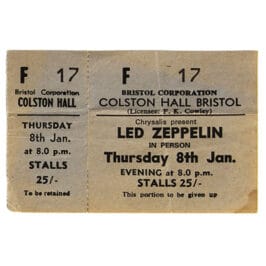 F 17
Bristol Corporation
COLSTON HALL
THURSDAY
8th Jan.
at 8.0 p.m.
STALLS
25/-
To be retained
F 17
BRISTOL CORPORATION
COLSTON HALL BRISTOL
(Licensee: F. K. Cowley)
Chrysalis present
LED ZEPPELIN
IN PERSON
Thursday 8th Jan.
EVENING at 8.0 p.m.
STALLS 25/-
This portion to be given up